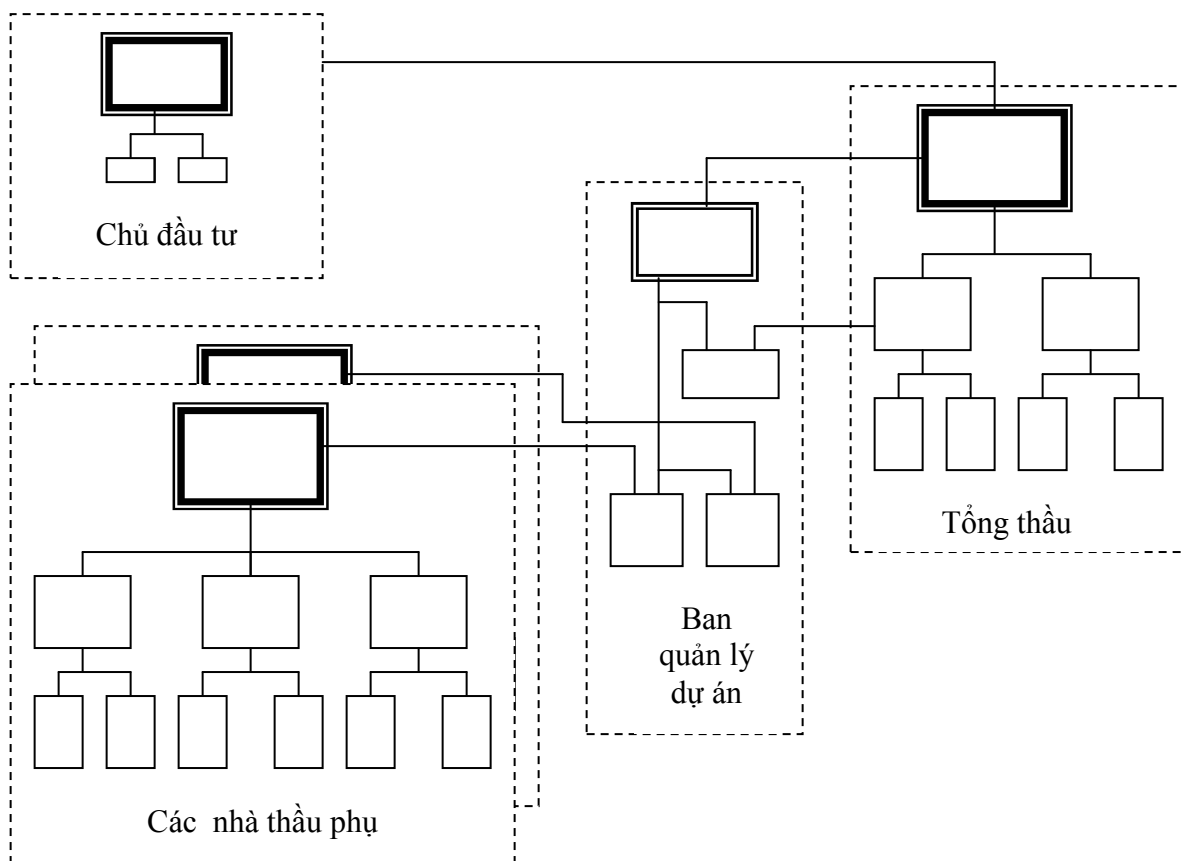 Chủ đầu tư
Tổng thầu
Ban
quản lý
dự án
Các nhà thầu phụ